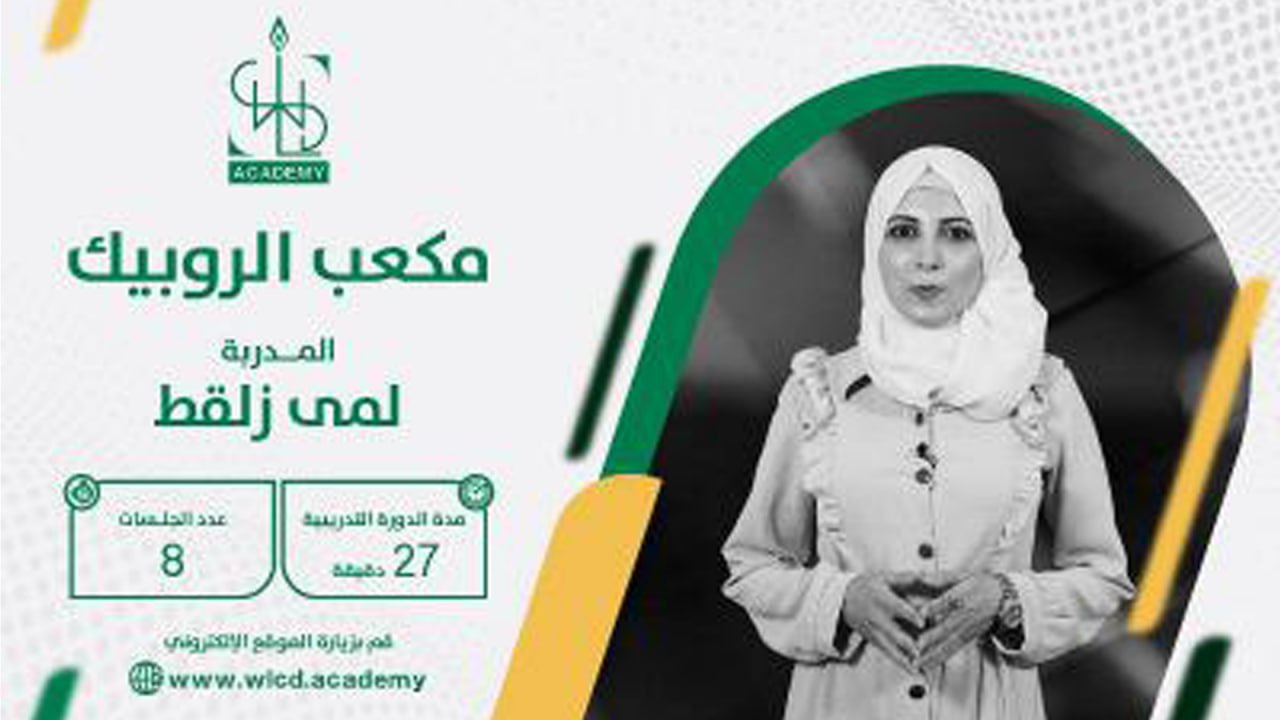 ACADEMY
مكعب الروبيك
المدربة
لمى زلقط
مدة الدورة التدريبية
27 دقيقة
عدد الجلسات
8
قم بزيارة الموقع الإلكتروني
www.wlcd.academy